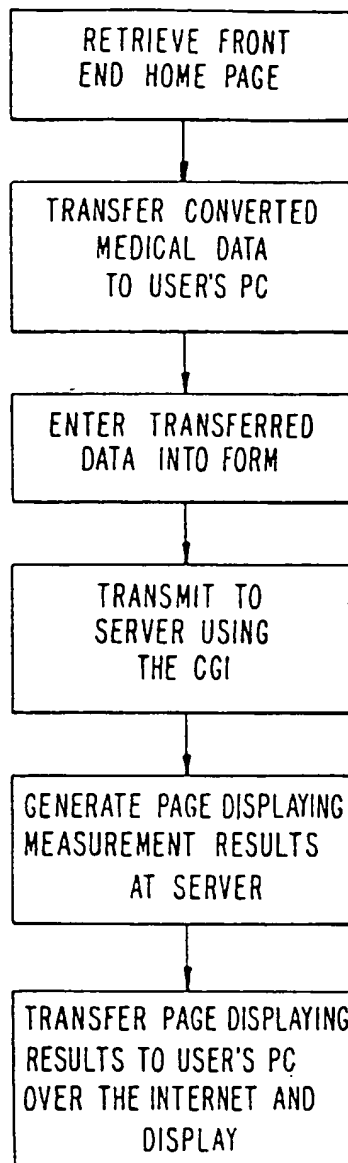 RETRIEVE FRONT
END HOME PAGE
TRANSFER CONVERTED
MEDICAL DATA
TO USER'S PC
ENTER TRANSFERRED
DATA INTO FORM
TRANSMIT TO
SERVER USING
THE CGI
GENERATE PAGE DISPLAYING
MEASUREMENT RESULTS
AT SERVER
TRANSFER PAGE DISPLAYING
RESULTS TO USER'S PC
OVER THE INTERNET AND
DISPLAY